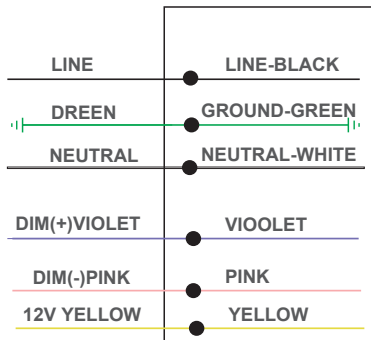 LINE LINE-BLACK
DREEN GROUND-GREEN
NEUTRAL NEUTRAL-WHITE
DIM(+)VIOLET VIOOLET
DIM(-)PINK PINK
12V YELLOW YELLOW